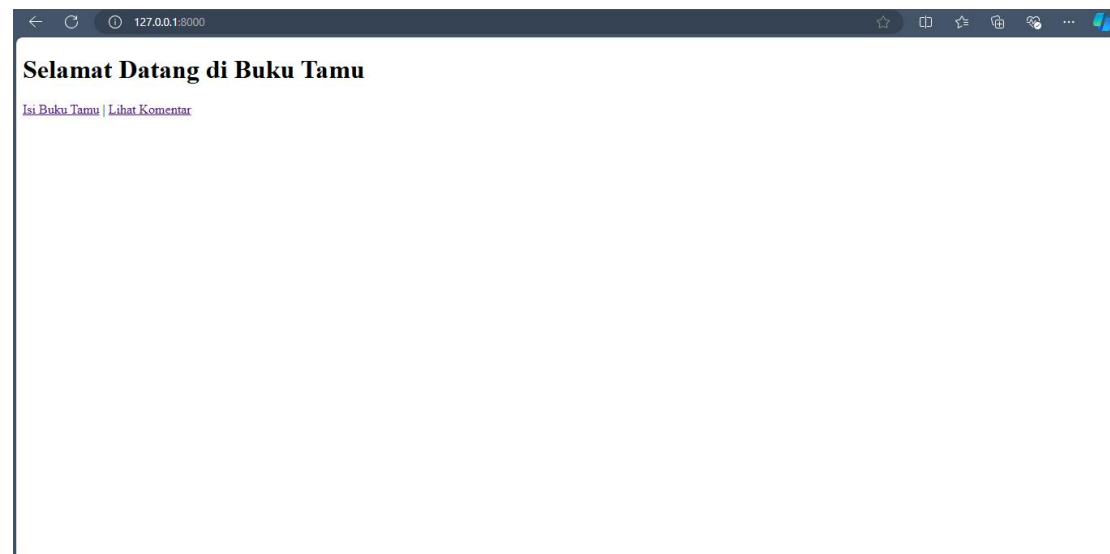 127.0.0.1:8000
Selamat Datang di Buku Tamu
Isi Buku Tamu | Lihat Komentar